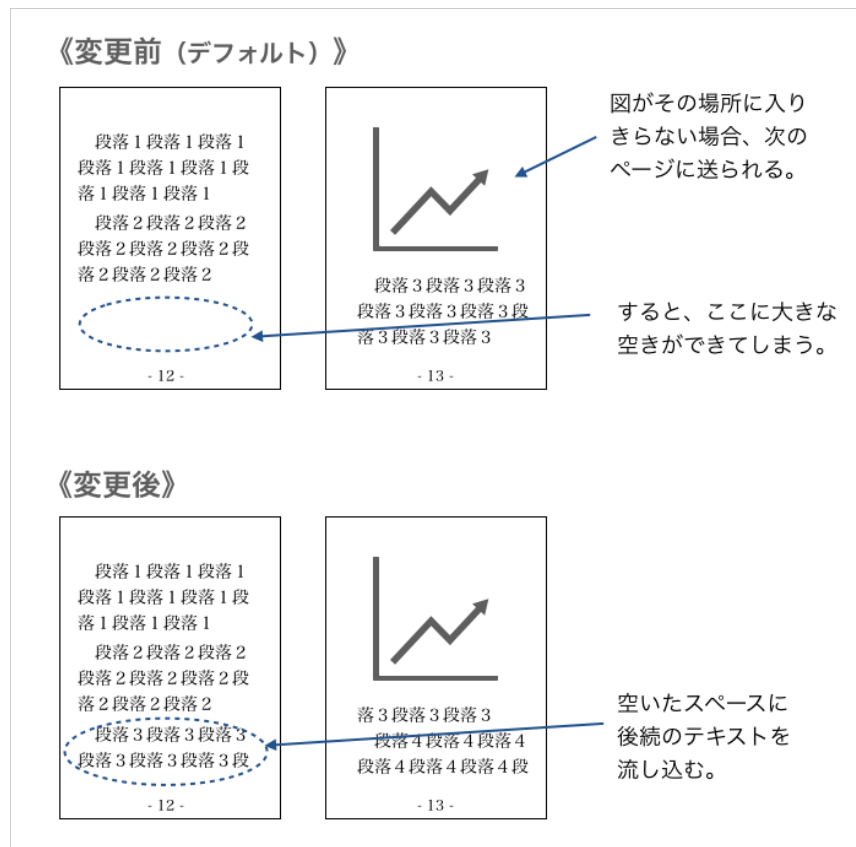 《変更前（デフォルト）》
段落１段落１段落１
段落１段落１段落１段
落１段落１段落１
段落２段落２段落２
段落２段落２段落２段
落２段落２段落２
- 12 -
段落３段落３段落３
段落３段落３段落３段
落３段落３段落３
- 13 -
図がその場所に入り
きらない場合、次の
ページに送られる。
すると、ここに大きな
空きができてしまう。
《変更後》
段落１段落１段落１
段落１段落１段落１段
落１段落１段落１
段落２段落２段落２
段落２段落２段落２段
落２段落２段落２
段落３段落３段落３
段落３段落３段落３段
- 12 -
落３段落３段落３
段落４段落４段落４
段落４段落４段落４段
- 13 -
空いたスペースに
後続のテキストを
流し込む。